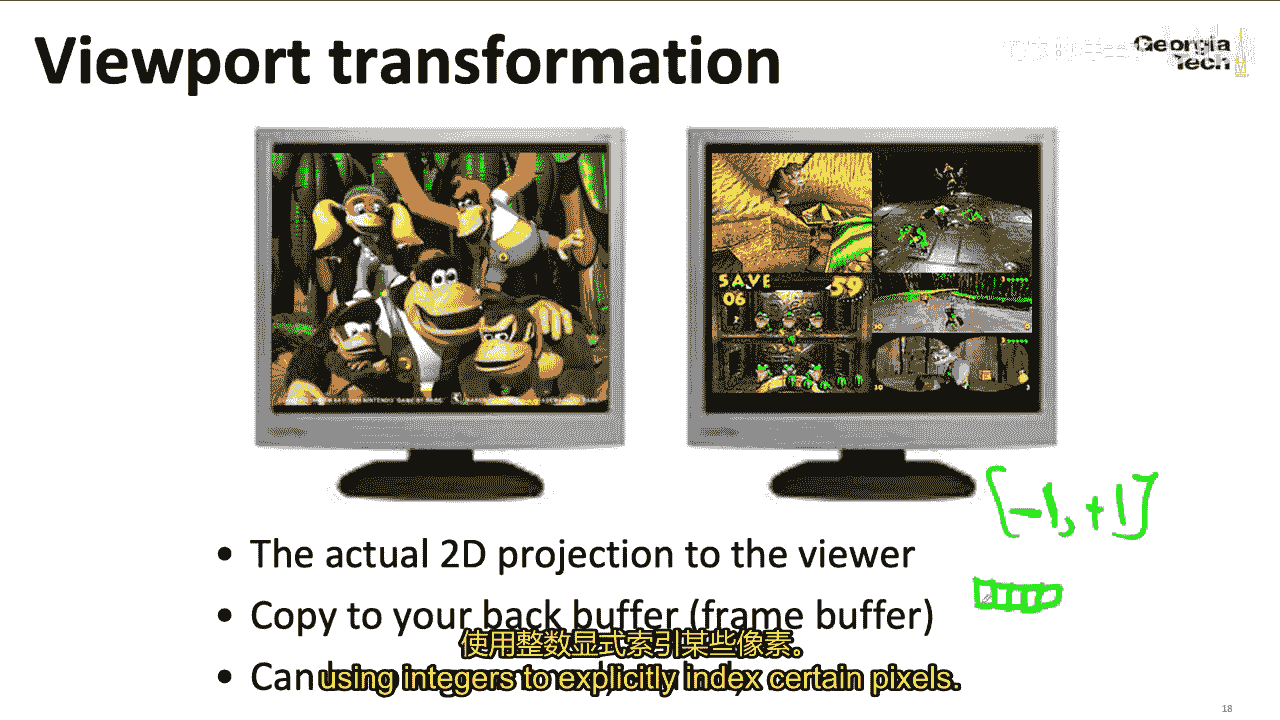 Viewport transformation
Georgia
Tech
SAVE
06
59
[-1, +1]
• The actual 2D projection to the viewer
• Copy to your back buffer (frame buffer)
使用整数显式索引某些像素。
• Can
using integers to explicitly index certain pixels.
18